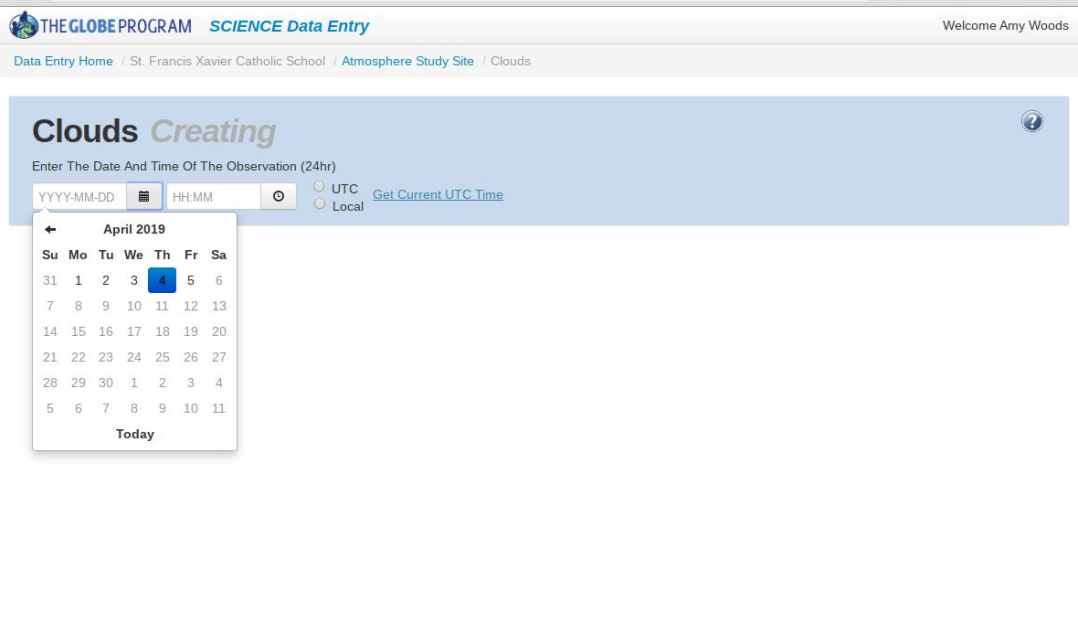 THE GLOBE PROGRAM SCIENCE Data Entry Welcome Amy Woods
Data Entry Home / St. Francis Xavier Catholic School / Atmosphere Study Site / Clouds
Clouds Creating
Enter The Date And Time Of The Observation (24hr)
YYYY-MM-DD HH:MM UTC Get Current UTC Time
Local
April 2019
Su Mo Tu We Th Fr Sa
31 1 2 3 4 5 6
7 8 9 10 11 12 13
14 15 16 17 18 19 20
21 22 23 24 25 26 27
28 29 30 1 2 3 4
5 6 7 8 9 10 11
Today